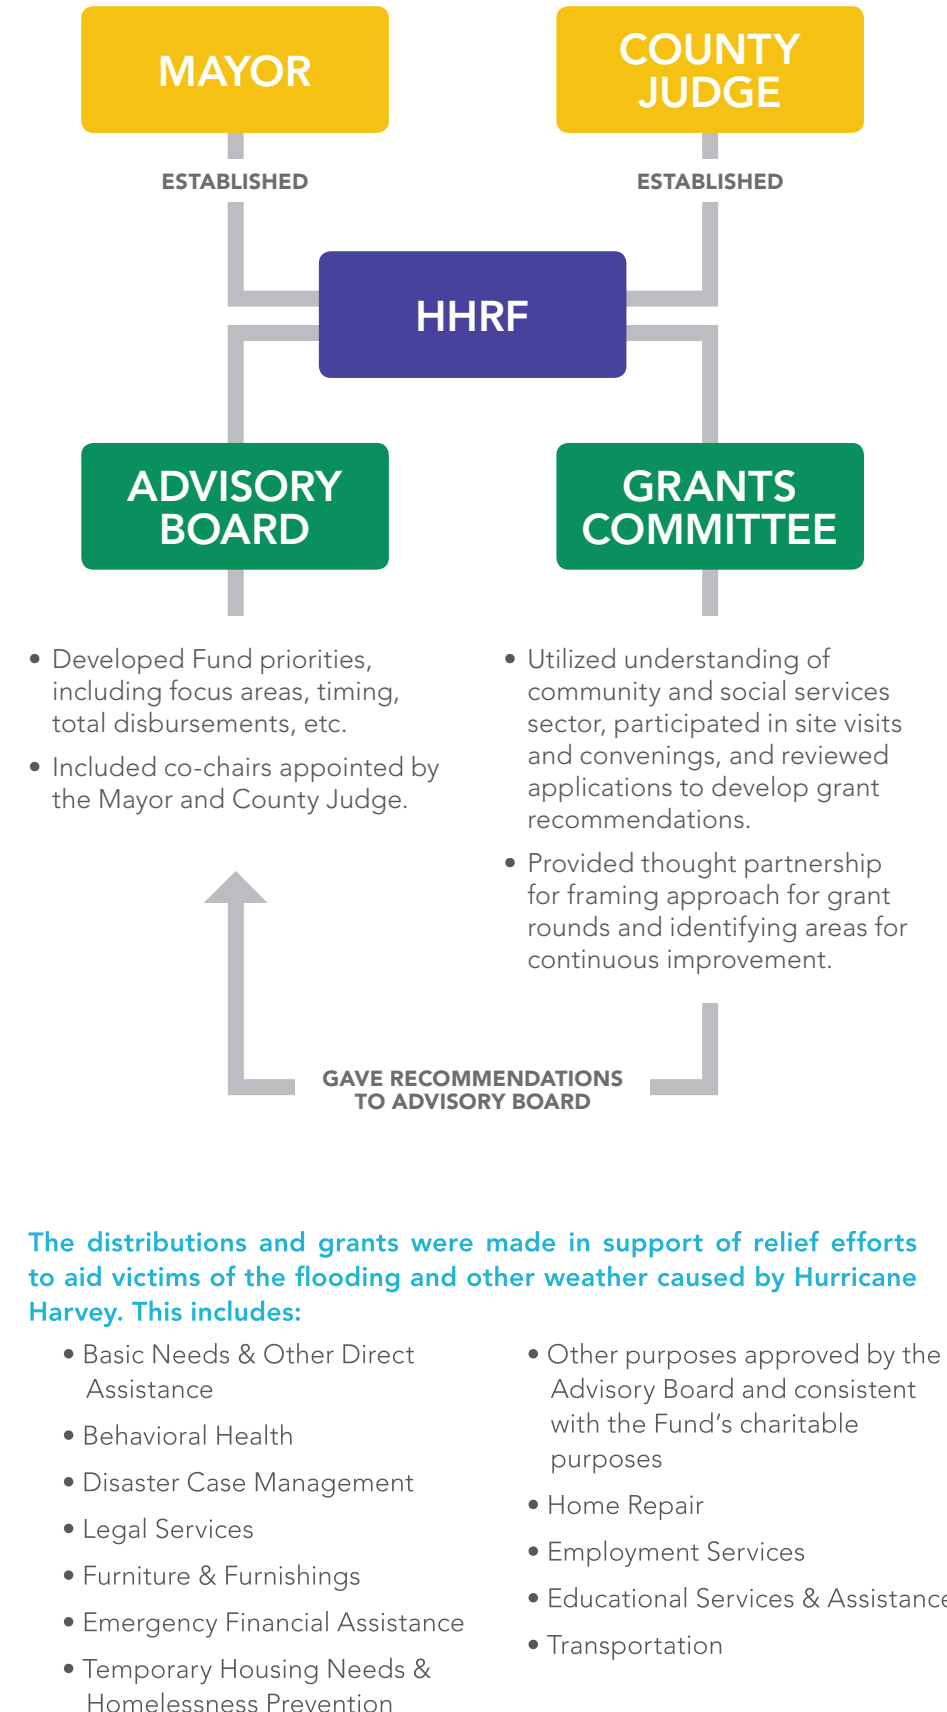 MAYOR
COUNTY
JUDGE
ESTABLISHED
ESTABLISHED
HHRF
ADVISORY
BOARD
GRANTS
COMMITTEE
• Developed Fund priorities,
including focus areas, timing,
total disbursements, etc.
• Included co-chairs appointed by
the Mayor and County Judge.
• Utilized understanding of
community and social services
sector, participated in site visits
and convenings, and reviewed
applications to develop grant
recommendations.
• Provided thought partnership
for framing approach for grant
rounds and identifying areas for
continuous improvement.
GAVE RECOMMENDATIONS
TO ADVISORY BOARD
The distributions and grants were made in support of relief efforts
to aid victims of the flooding and other weather caused by Hurricane
Harvey. This includes:
• Basic Needs & Other Direct
Assistance
• Behavioral Health
• Disaster Case Management
• Legal Services
• Furniture & Furnishings
• Emergency Financial Assistance
• Temporary Housing Needs &
Homelessness Prevention
• Other purposes approved by the
Advisory Board and consistent
with the Fund's charitable
purposes
• Home Repair
• Employment Services
• Educational Services & Assistance
• Transportation